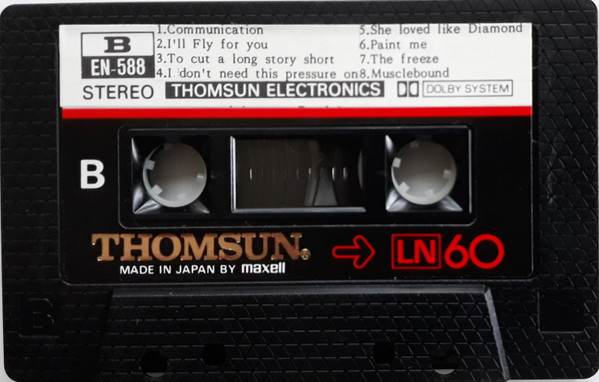 B
EN-588
1.Communication
2.I'll Fly for you
3.To cut a long story short
4.I don't need this pressure on
5.She loved like Diamond
6.Paint me
7.The freeze
8.Musclebound
STEREO THOMSUN ELECTRONICS DOLBY SYSTEM
B
THOMSUN®
MADE IN JAPAN BY maxell
LN60
B